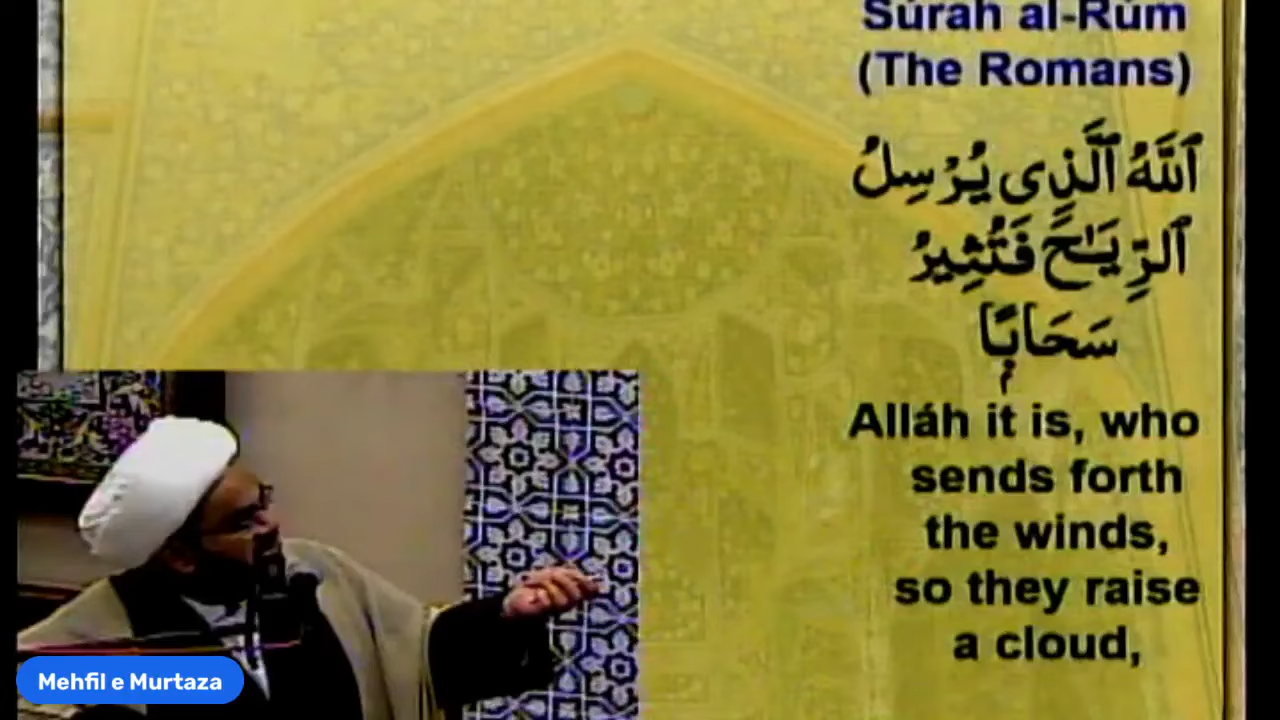 Súrah al-Rúm
(The Romans)
ٱللَّهُ ٱلَّذِى يُرْسِلُ
ٱلرِّيَـٰحَ فَتُثِيرُ
سَحَابًۭا
Alláh it is, who
sends forth
the winds,
so they raise
a cloud,
Mehfil e Murtaza